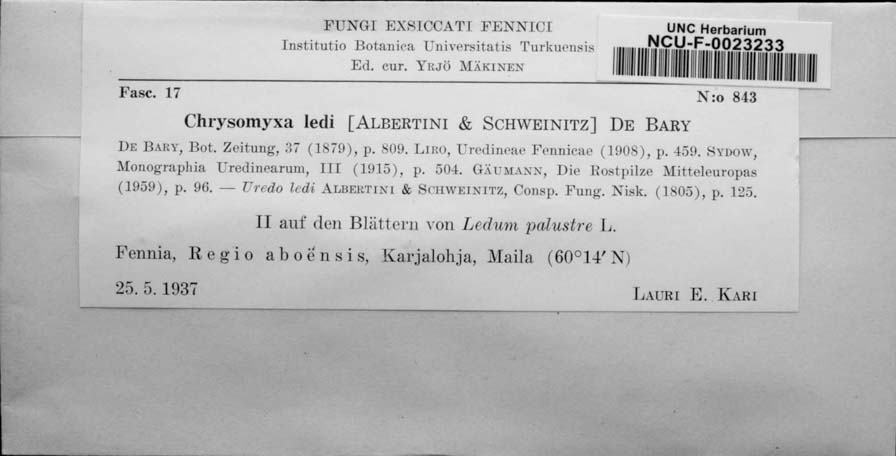 FUNGI EXSICCATI FENNICI
Institutio Botanica Universitatis Turkuensis
Ed. cur. YRJÖ MÄKINEN
UNC Herbarium
NCU-F-0023233
Fasc. 17 N:o 843
Chrysomyxa ledi [ALBERTINI & SCHWEINITZ] DE BARY
DE BARY, Bot. Zeitung, 37 (1879), p. 809. LIRO, Uredineae Fennicae (1908), p. 459. SYDOW,
Monographia Uredinearum, III (1915), p. 504. GÄUMANN, Die Rostpilze Mitteleuropas
(1959), p. 96. — Uredo ledi ALBERTINI & SCHWEINITZ, Consp. Fung. Nisk. (1805), p. 125.
II auf den Blättern von Ledum palustre L.
Fennia, Regio aboënsis, Karjalohja, Maila (60°14′ N)
25. 5. 1937 LAURI E. KARI